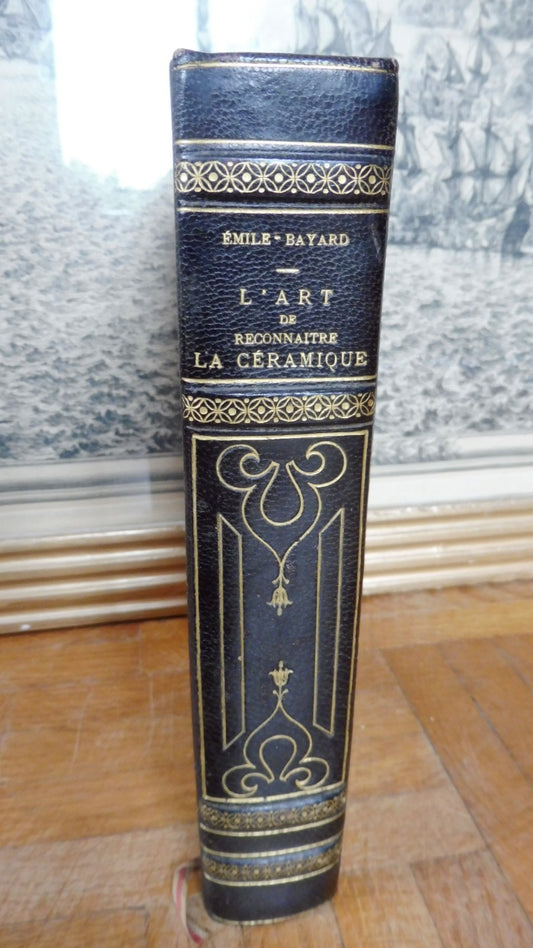 ÉMILE-BAYARD
L'ART
DE
RECONNAITRE
LA CÉRAMIQUE